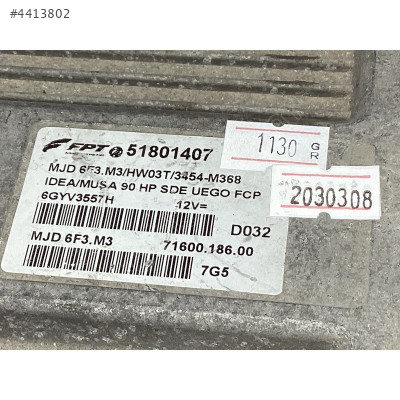 #4413802
FPT 51801407
MJD 6F3.M3/HW03T/3454-M368
IDEA/MUSA 90 HP SDE UEGO FCP
6GYV3557H 12V=
D032
MJD 6F3.M3 71600.186.00
7G5
1130 GR
2030308